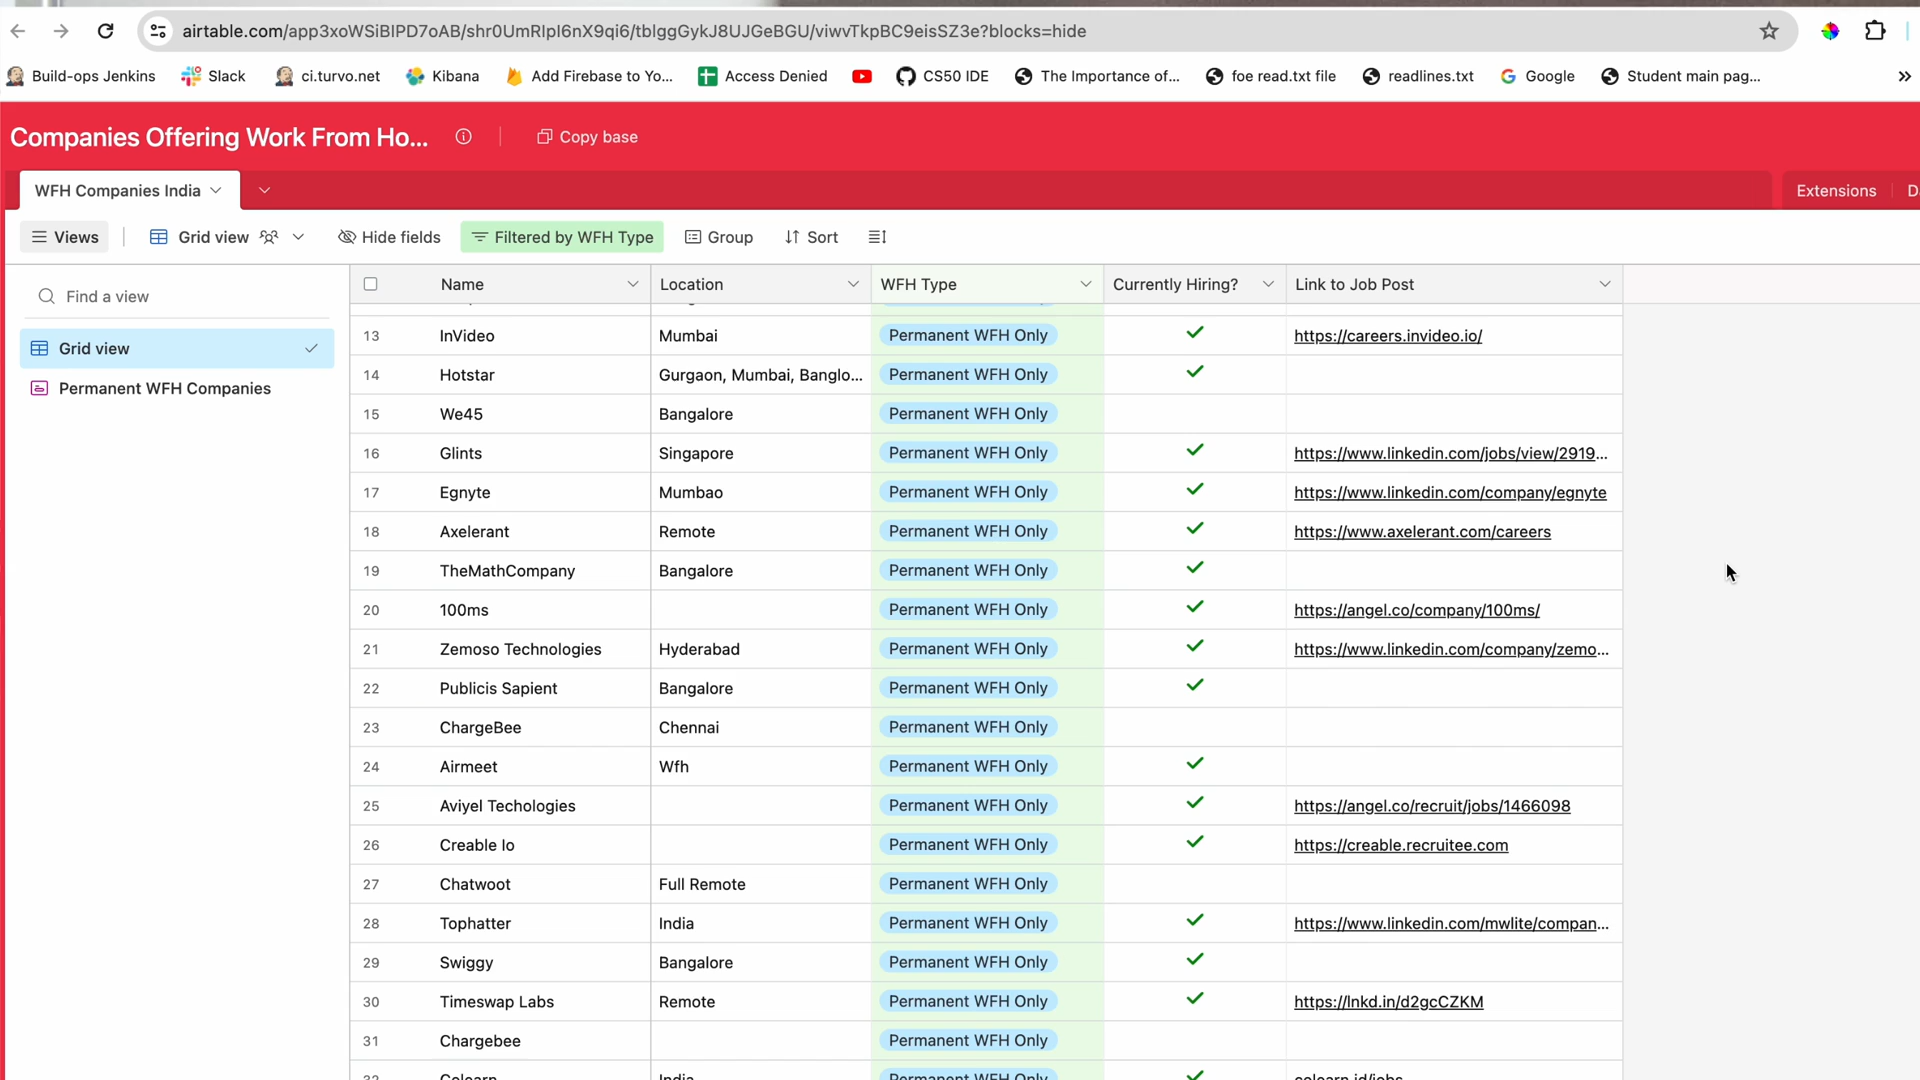 airtable.com/app3xoWSiBIPD7oAB/shr0UmRIpI6nX9qi6/tblggGykJ8UJGeBGU/viwvTkpBC9eisSZ3e?blocks=hide
Build-ops Jenkins Slack ci.turvo.net Kibana Add Firebase to Yo... Access Denied CS50 IDE The Importance of... foe read.txt file readlines.txt Google Student main pag... »
Companies Offering Work From Ho... Copy base
WFH Companies India Extensions
Views Grid view Hide fields Filtered by WFH Type Group Sort
Find a view
Grid view
Permanent WFH Companies
Name Location WFH Type Currently Hiring? Link to Job Post
13 InVideo Mumbai Permanent WFH Only https://careers.invideo.io/
14 Hotstar Gurgaon, Mumbai, Banglo... Permanent WFH Only
15 We45 Bangalore Permanent WFH Only
16 Glints Singapore Permanent WFH Only https://www.linkedin.com/jobs/view/2919...
17 Egnyte Mumbao Permanent WFH Only https://www.linkedin.com/company/egnyte
18 Axelerant Remote Permanent WFH Only https://www.axelerant.com/careers
19 TheMathCompany Bangalore Permanent WFH Only
20 100ms Permanent WFH Only https://angel.co/company/100ms/
21 Zemoso Technologies Hyderabad Permanent WFH Only https://www.linkedin.com/company/zemo...
22 Publicis Sapient Bangalore Permanent WFH Only
23 ChargeBee Chennai Permanent WFH Only
24 Airmeet Wfh Permanent WFH Only
25 Aviyel Techologies Permanent WFH Only https://angel.co/recruit/jobs/1466098
26 Creable Io Permanent WFH Only https://creable.recruitee.com
27 Chatwoot Full Remote Permanent WFH Only
28 Tophatter India Permanent WFH Only https://www.linkedin.com/mwlite/compan...
29 Swiggy Bangalore Permanent WFH Only
30 Timeswap Labs Remote Permanent WFH Only https://lnkd.in/d2gcCZKM
31 Chargebee Permanent WFH Only
32 Colearn India Permanent WFH Only colearn.id/jobs